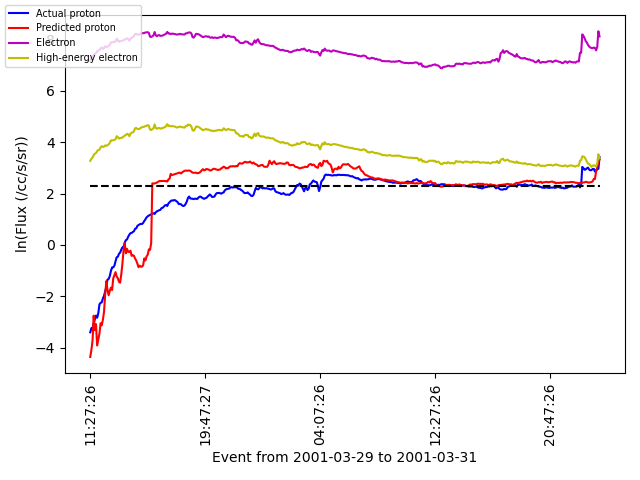 Actual proton
Predicted proton
Electron
High-energy electron
ln(Flux (/cc/s/sr))
6
4
2
0
−2
−4
11:27:26
19:47:27
04:07:26
12:27:26
20:47:26
Event from 2001-03-29 to 2001-03-31